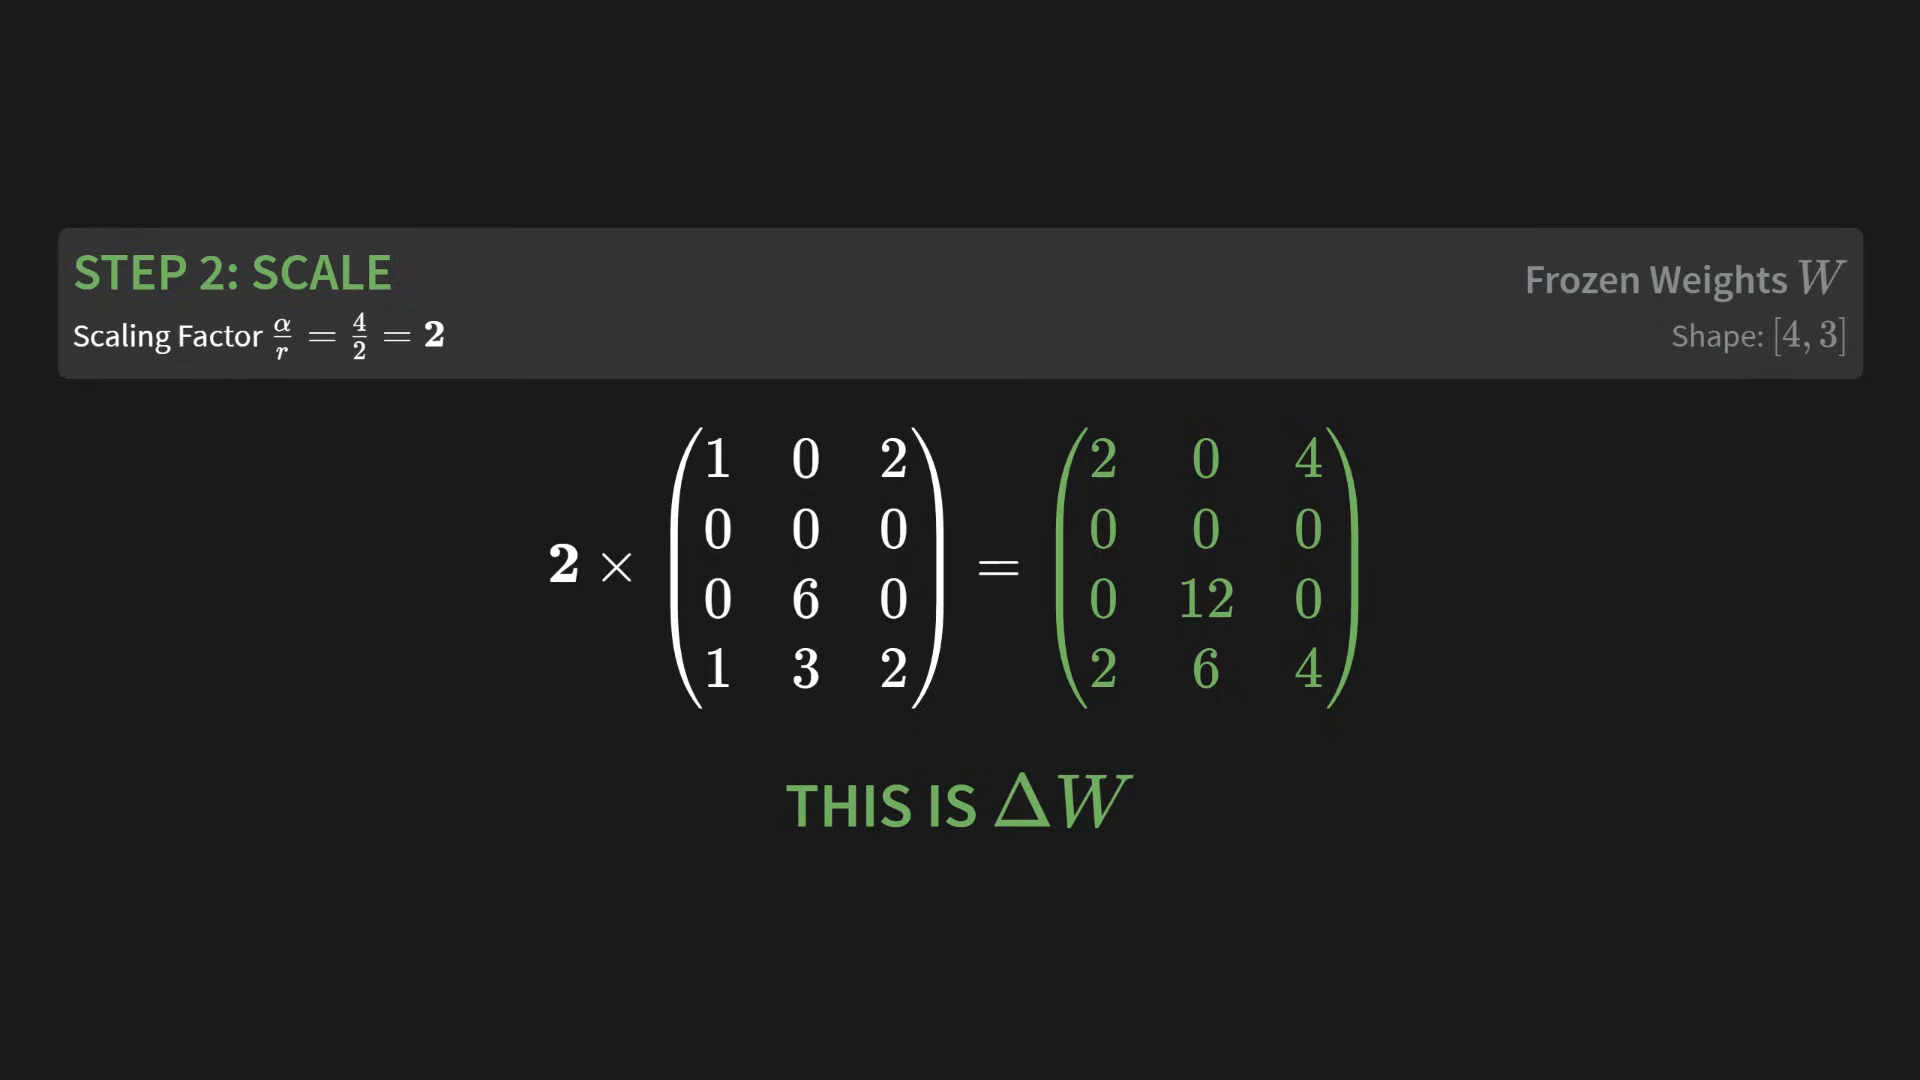 STEP 2: SCALE
Scaling Factor α/r = 4/2 = 2
Frozen Weights W
Shape: [4, 3]
2 × (1 0 2 = (2 0 4
0 0 0 0 0 0
0 6 0 0 12 0
1 3 2) 2 6 4)
THIS IS ΔW